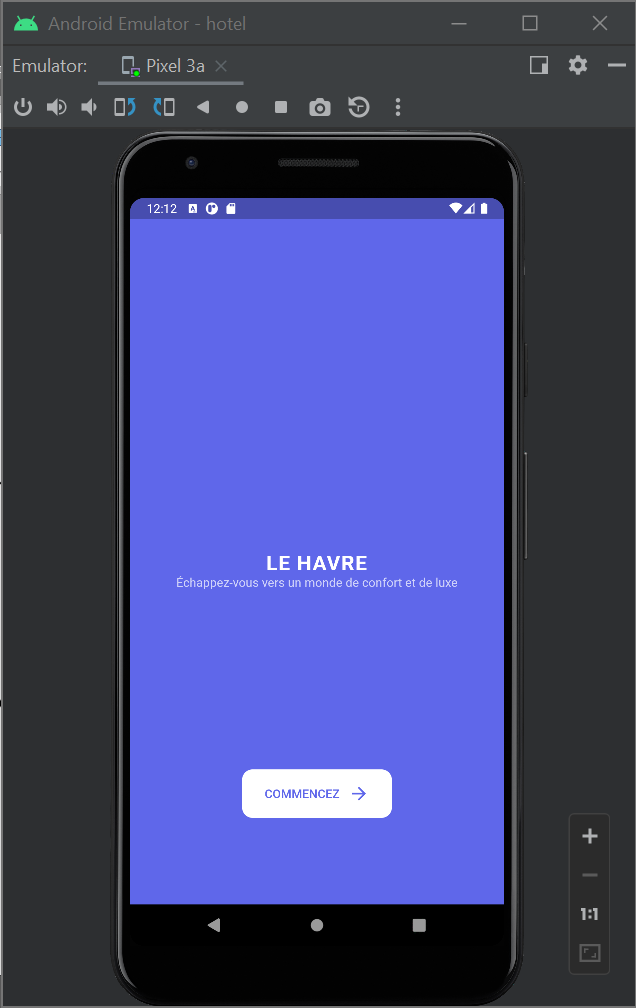 Android Emulator - hotel
Emulator:
Pixel 3a
12:12
LE HAVRE
Échappez-vous vers un monde de confort et de luxe
COMMENCEZ
1:1